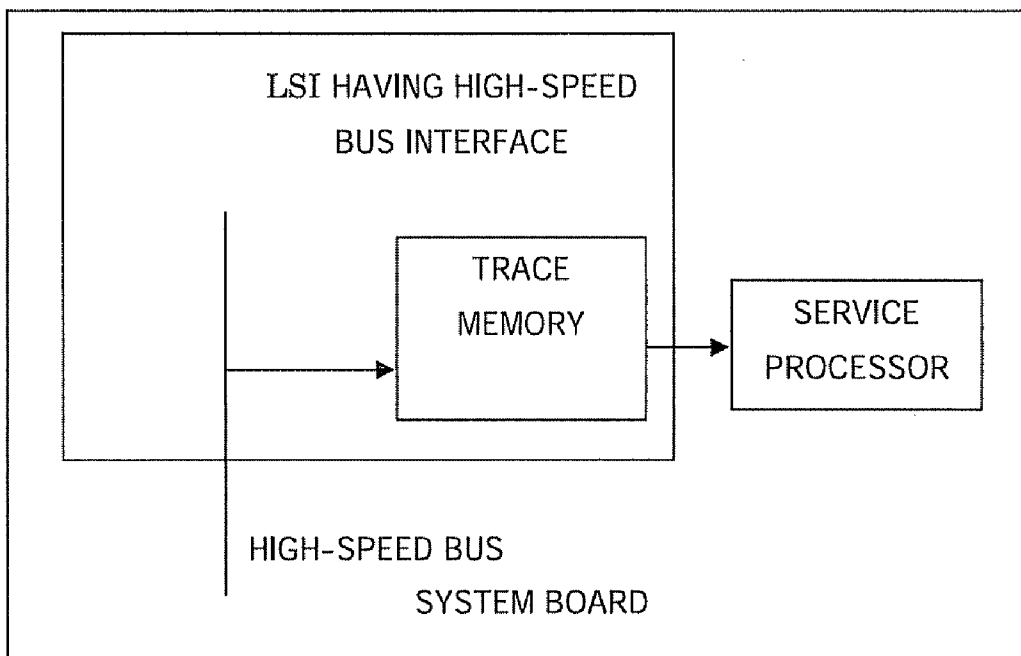 LSI HAVING HIGH-SPEED
BUS INTERFACE
TRACE
MEMORY
SERVICE
PROCESSOR
HIGH-SPEED BUS
SYSTEM BOARD